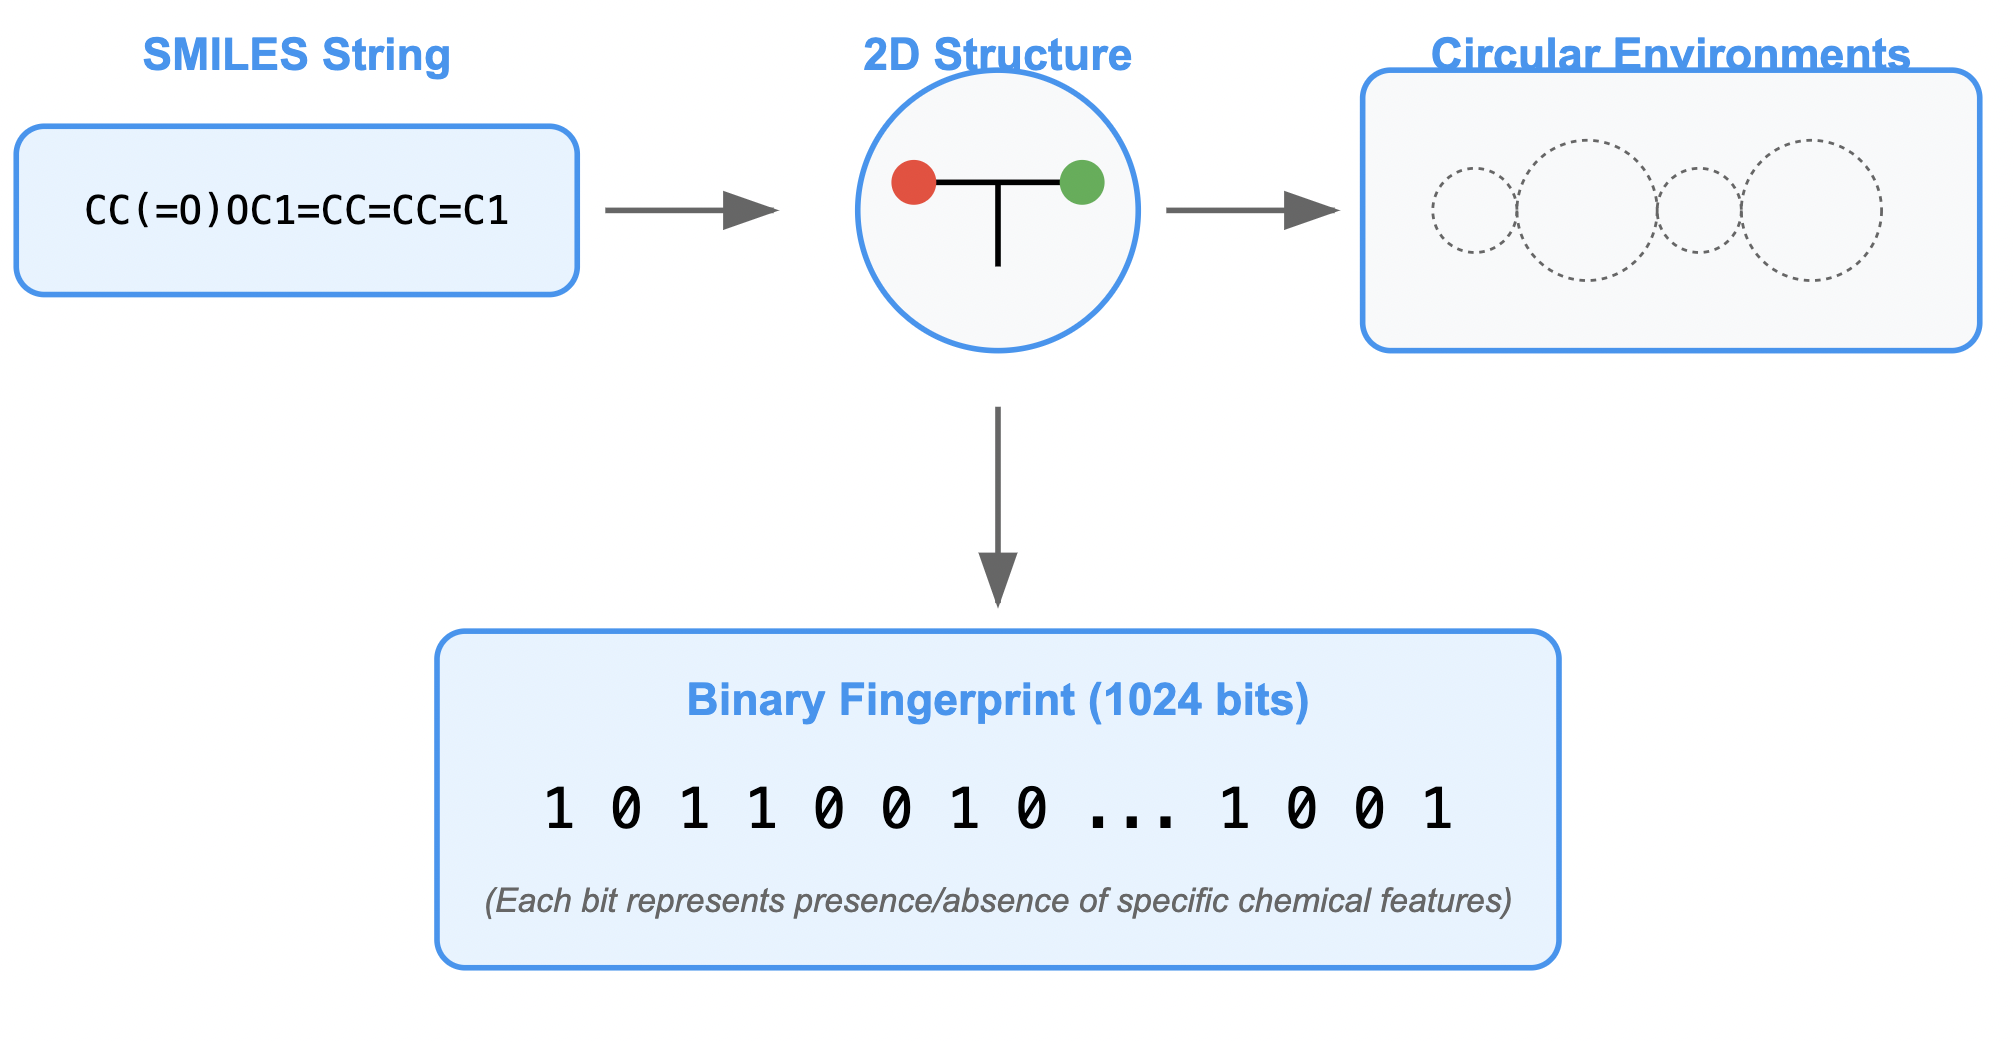 SMILES String
2D Structure
Circular Environments
CC(=O)OC1=CC=CC=C1
Binary Fingerprint (1024 bits)
1 0 1 1 0 0 1 0 ... 1 0 0 1
(Each bit represents presence/absence of specific chemical features)